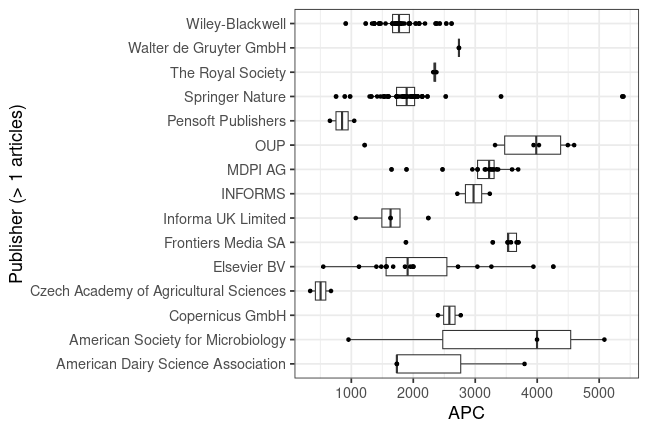 Publisher (> 1 articles)
Wiley-Blackwell
Walter de Gruyter GmbH
The Royal Society
Springer Nature
Pensoft Publishers
OUP
MDPI AG
INFORMS
Informa UK Limited
Frontiers Media SA
Elsevier BV
Czech Academy of Agricultural Sciences
Copernicus GmbH
American Society for Microbiology
American Dairy Science Association
1000 2000 3000 4000 5000
APC